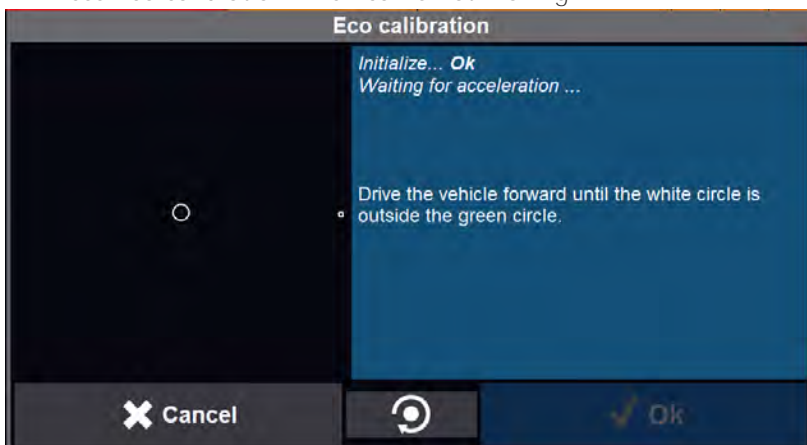 Eco calibration
Initialize... Ok
Waiting for acceleration ...
Drive the vehicle forward until the white circle is
outside the green circle.
Cancel
Ok